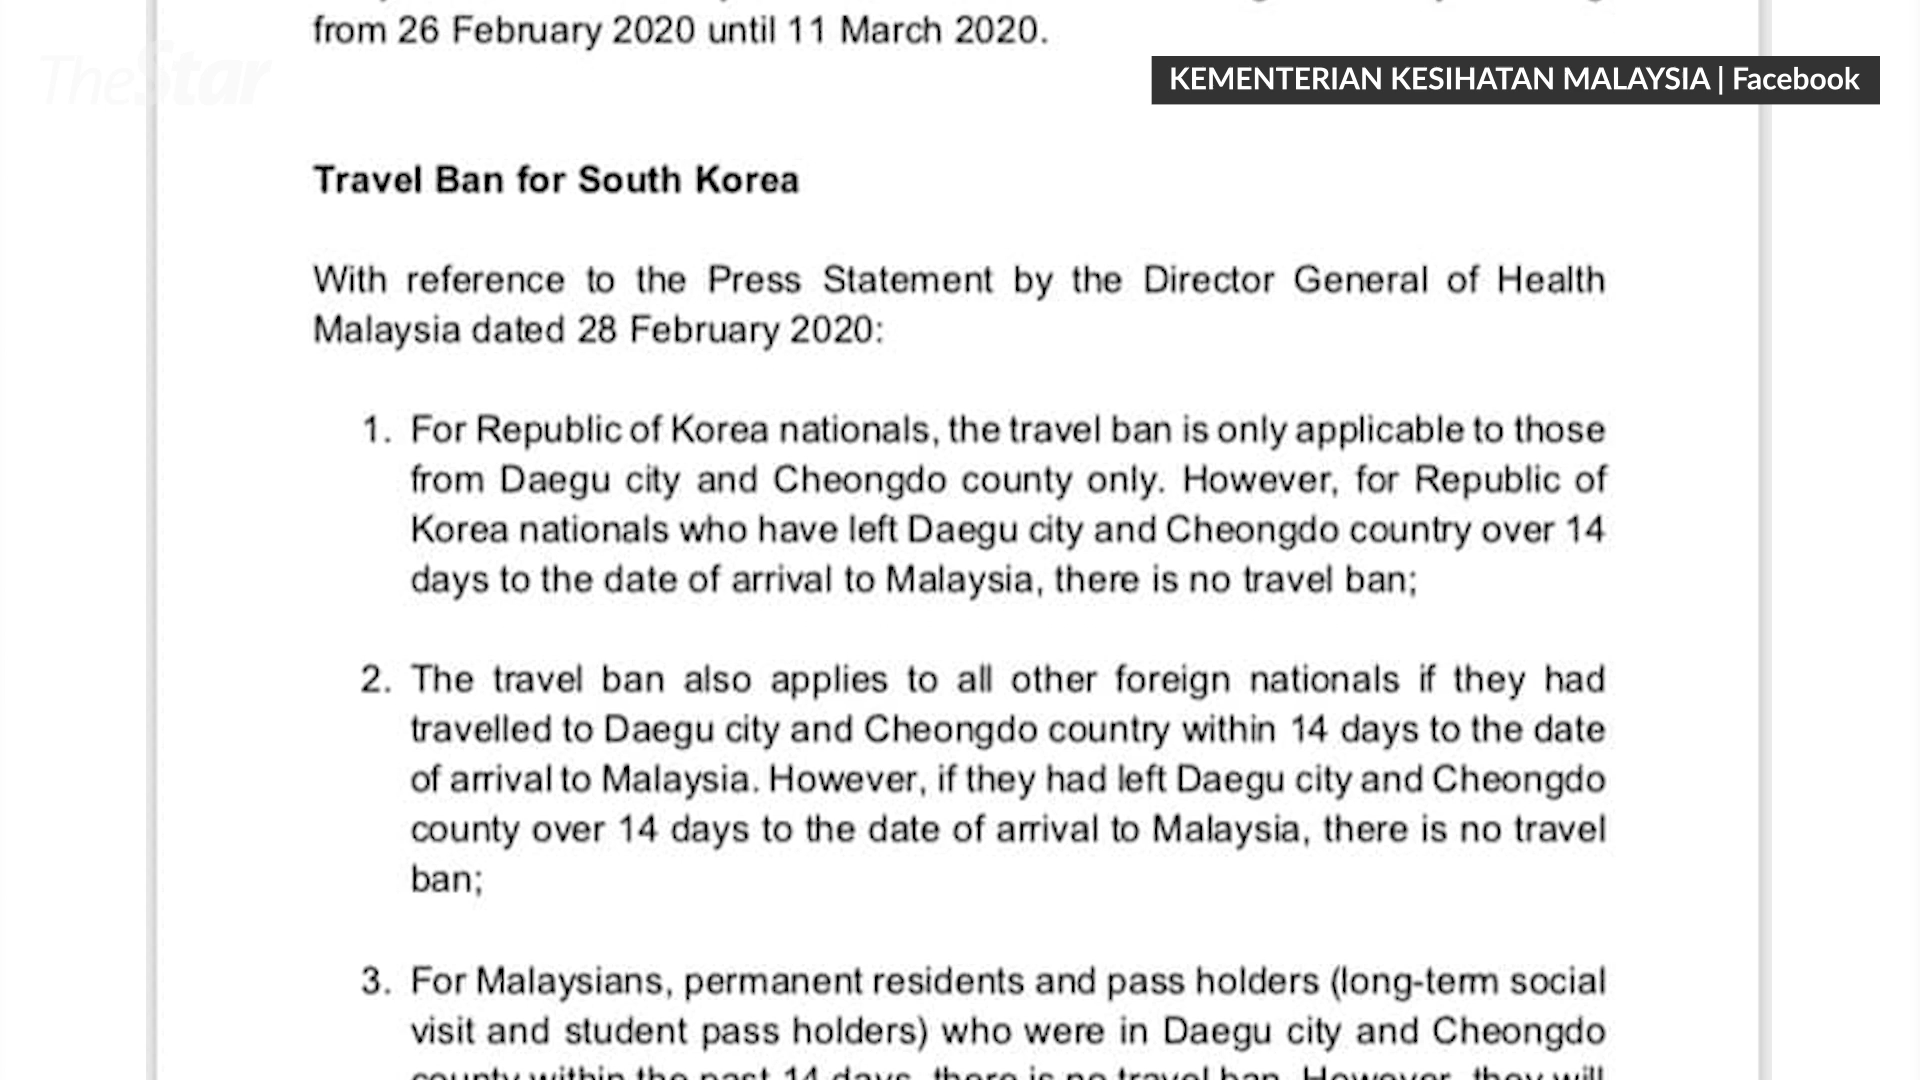 from 26 February 2020 until 11 March 2020.
TheStar
KEMENTERIAN KESIHATAN MALAYSIA | Facebook
Travel Ban for South Korea
With reference to the Press Statement by the Director General of Health
Malaysia dated 28 February 2020:
1. For Republic of Korea nationals, the travel ban is only applicable to those
from Daegu city and Cheongdo county only. However, for Republic of
Korea nationals who have left Daegu city and Cheongdo country over 14
days to the date of arrival to Malaysia, there is no travel ban;
2. The travel ban also applies to all other foreign nationals if they had
travelled to Daegu city and Cheongdo country within 14 days to the date
of arrival to Malaysia. However, if they had left Daegu city and Cheongdo
county over 14 days to the date of arrival to Malaysia, there is no travel
ban;
3. For Malaysians, permanent residents and pass holders (long-term social
visit and student pass holders) who were in Daegu city and Cheongdo
county within the past 14 days, there is no travel ban. However, they will